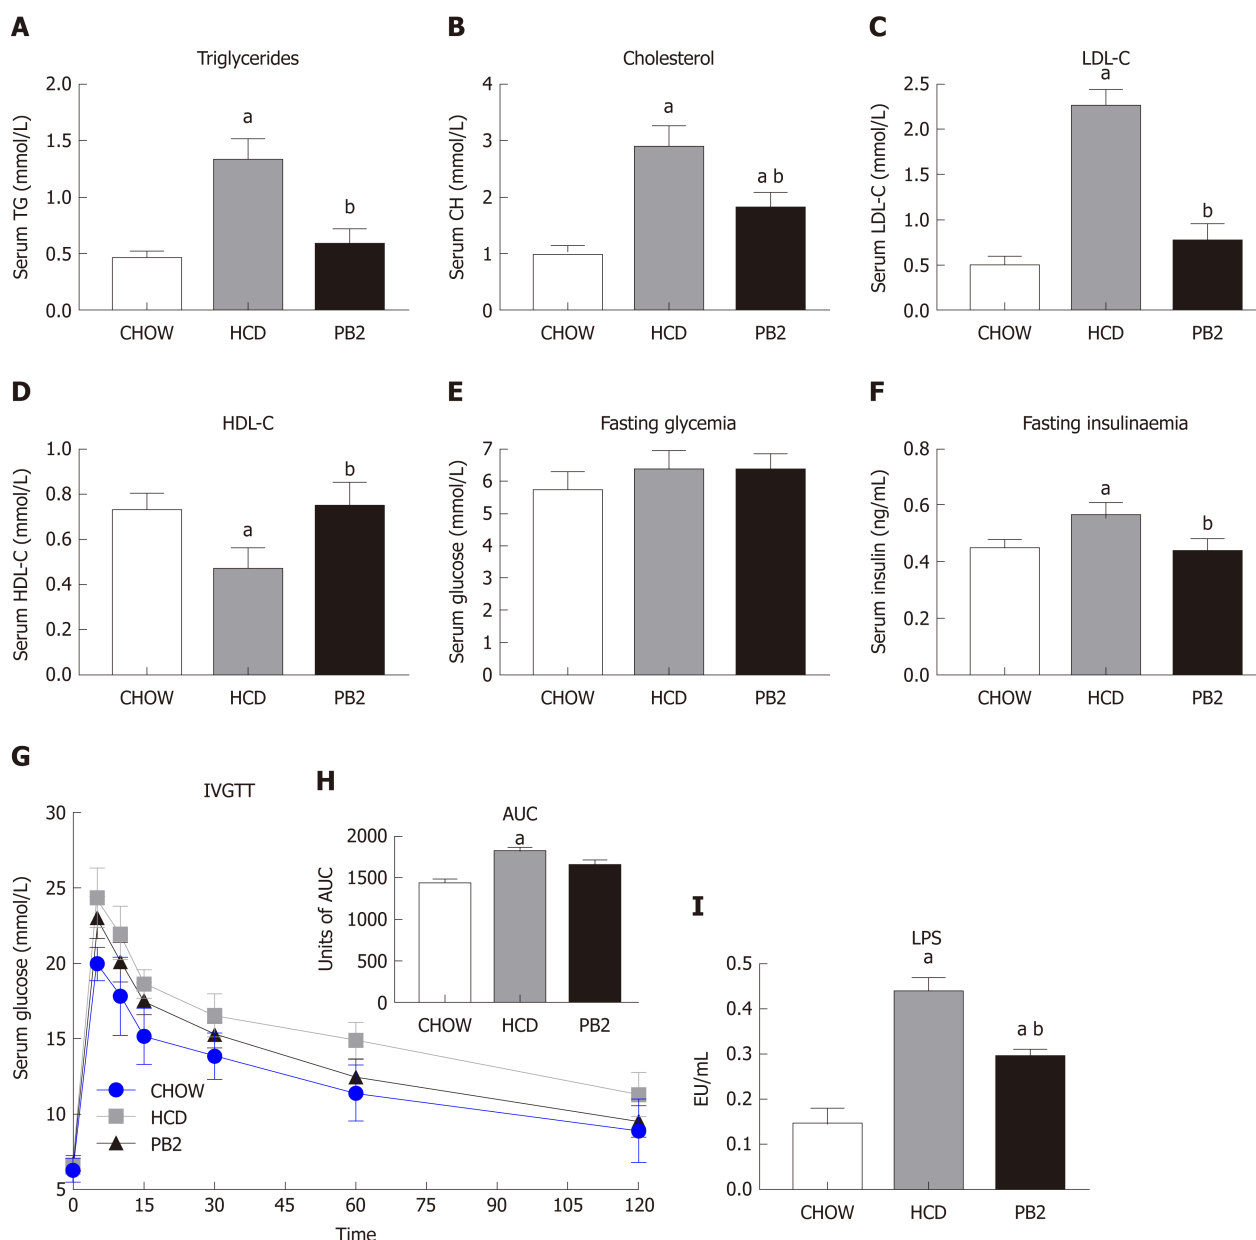 A
Triglycerides
Serum TG (mmol/L)
2.0
1.5
1.0
0.5
0.0
a
b
CHOW HCD PB2
B
Cholesterol
Serum CH (mmol/L)
4
3
2
1
0
a
a b
CHOW HCD PB2
C
LDL-C
Serum LDL-C (mmol/L)
2.5
2.0
1.5
1.0
0.5
0.0
a
b
CHOW HCD PB2
D
HDL-C
Serum HDL-C (mmol/L)
1.0
0.8
0.6
0.4
0.2
0.0
a
b
CHOW HCD PB2
E
Fasting glycemia
Serum glucose (mmol/L)
7
6
5
4
3
2
1
0
CHOW HCD PB2
F
Fasting insulinaemia
Serum insulin (ng/mL)
0.8
0.6
0.4
0.2
0.0
a
b
CHOW HCD PB2
G
IVGTT
Serum glucose (mmol/L)
30
25
20
15
10
5
CHOW
HCD
PB2
0 15 30 45 60 75 90 105 120
Time
H
AUC
Units of AUC
2000
1500
1000
500
0
a
CHOW HCD PB2
I
LPS
EU/mL
0.5
0.4
0.3
0.2
0.1
0.0
a
a b
CHOW HCD PB2